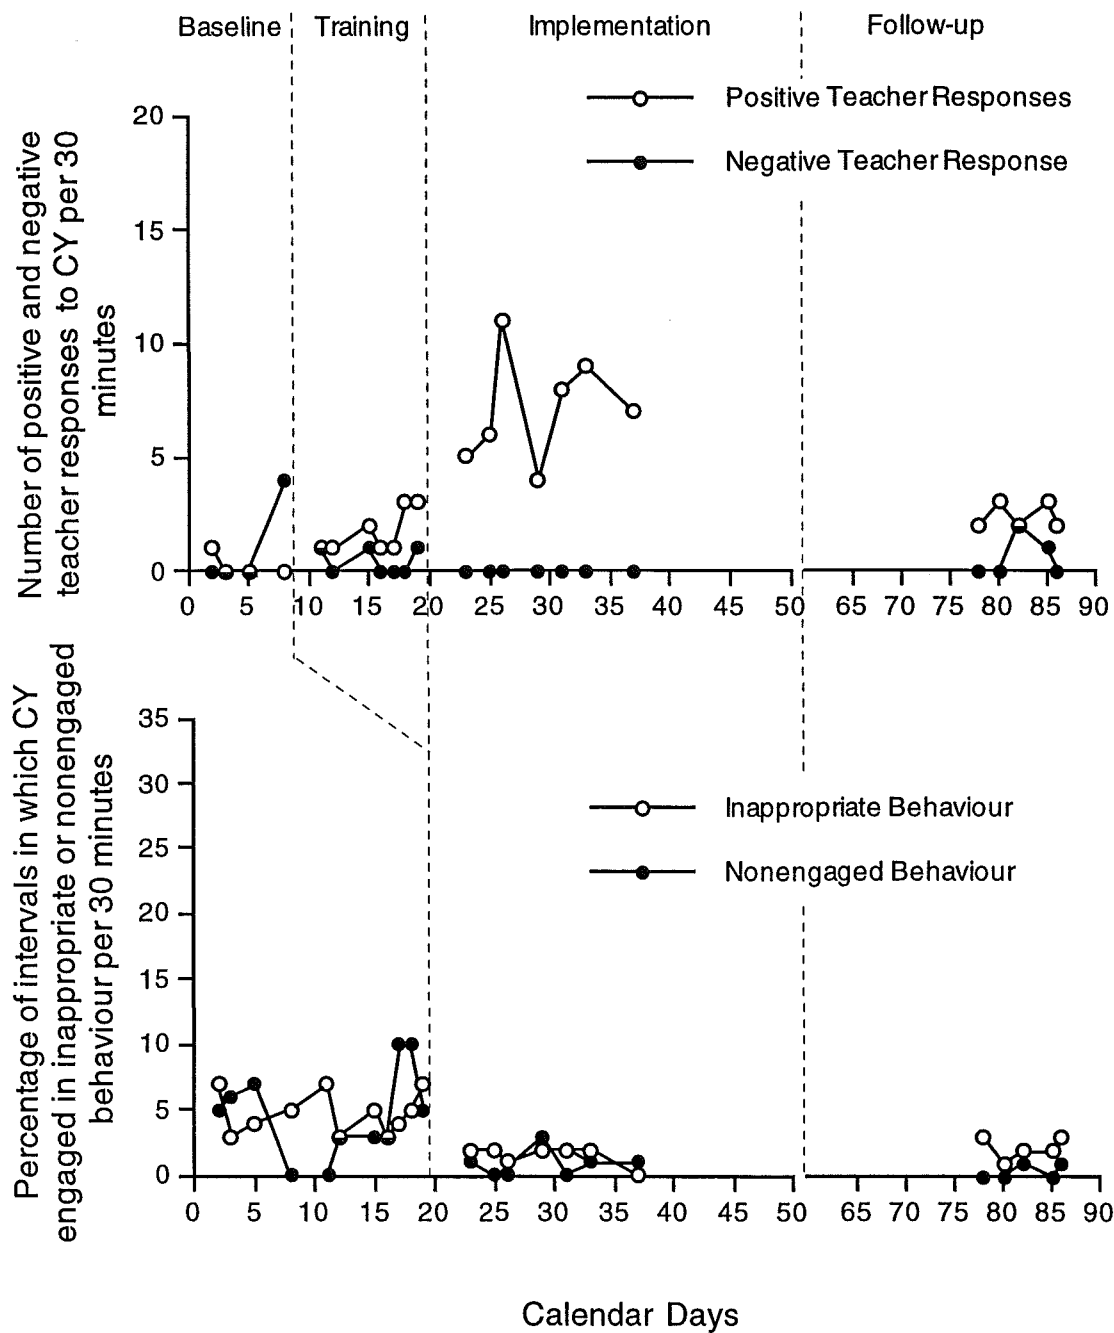 Baseline Training Implementation Follow-up
Positive Teacher Responses
Negative Teacher Response
Number of positive and negative
teacher responses to CY per 30
minutes
20
15
10
5
0
0 5 10 15 20 25 30 35 40 45 50 65 70 75 80 85 90
Percentage of intervals in which CY
engaged in inappropriate or nonengaged
behaviour per 30 minutes
35
30
25
20
15
10
5
0
Inappropriate Behaviour
Nonengaged Behaviour
0 5 10 15 20 25 30 35 40 45 50 65 70 75 80 85 90
Calendar Days